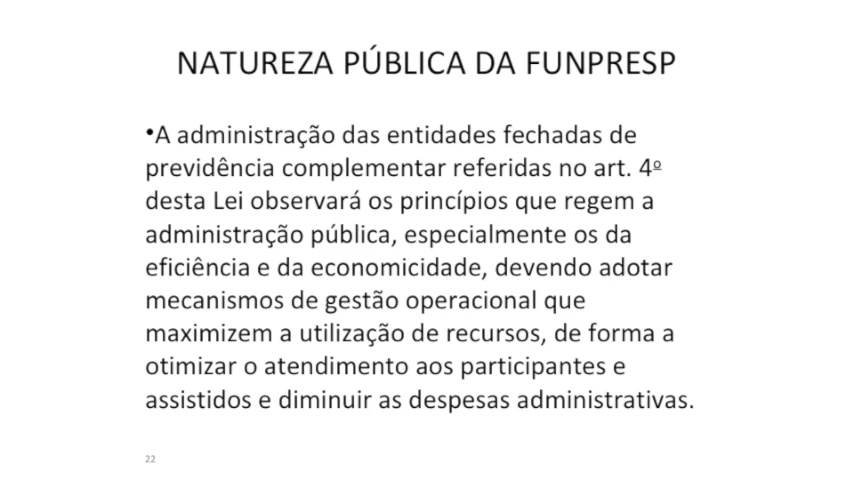 NATUREZA PÚBLICA DA FUNPRESP
•A administração das entidades fechadas de
previdência complementar referidas no art. 4º
desta Lei observará os princípios que regem a
administração pública, especialmente os da
eficiência e da economicidade, devendo adotar
mecanismos de gestão operacional que
maximizem a utilização de recursos, de forma a
otimizar o atendimento aos participantes e
assistidos e diminuir as despesas administrativas.
22